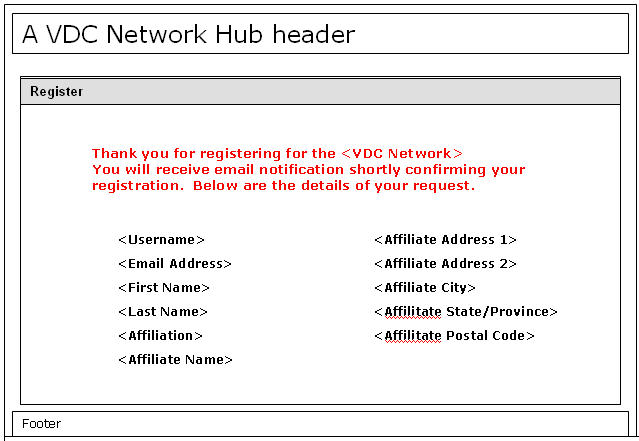 A VDC Network Hub header
Register
Thank you for registering for the <VDC Network>
You will receive email notification shortly confirming your
registration.  Below are the details of your request.
<Username>
<Email Address>
<First Name>
<Last Name>
<Affiliation>
<Affiliate Name>
<Affiliate Address 1>
<Affiliate Address 2>
<Affiliate City>
<Affilitate State/Province>
<Affilitate Postal Code>
Footer